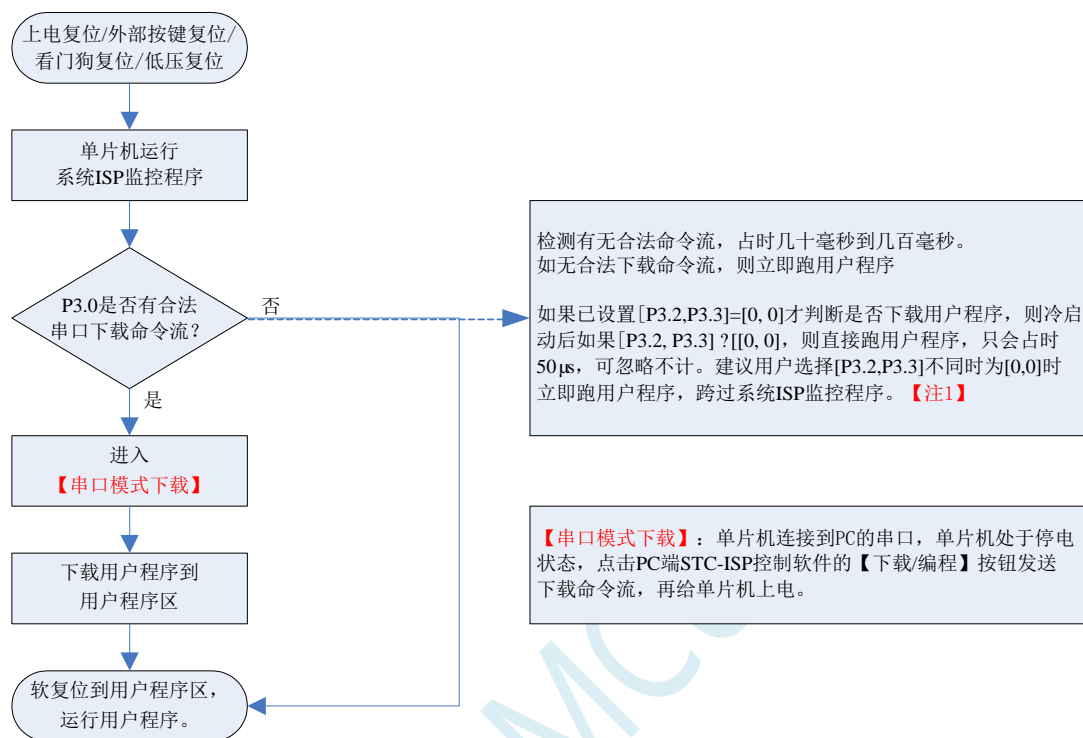 上电复位/外部按键复位/
看门狗复位/低压复位
单片机运行
系统ISP监控程序
P3.0是否有合法
串口下载命令流？
否
是
进入
【串口模式下载】
下载用户程序到
用户程序区
软复位到用户程序区，
运行用户程序。
检测有无合法命令流，占时几十毫秒到几百毫秒。
如无合法下载命令流，则立即跑用户程序
如果已设置[P3.2,P3.3]=[0, 0]才判断是否下载用户程序，则冷启
动后如果[P3.2, P3.3] ?[[0, 0]，则直接跑用户程序，只会占时
50μs，可忽略不计。建议用户选择[P3.2,P3.3]不同时为[0,0]时
立即跑用户程序，跨过系统ISP监控程序。【注1】
【串口模式下载】：单片机连接到PC的串口，单片机处于停电
状态，点击PC端STC-ISP控制软件的【下载/编程】按钮发送
下载命令流，再给单片机上电。
MCU